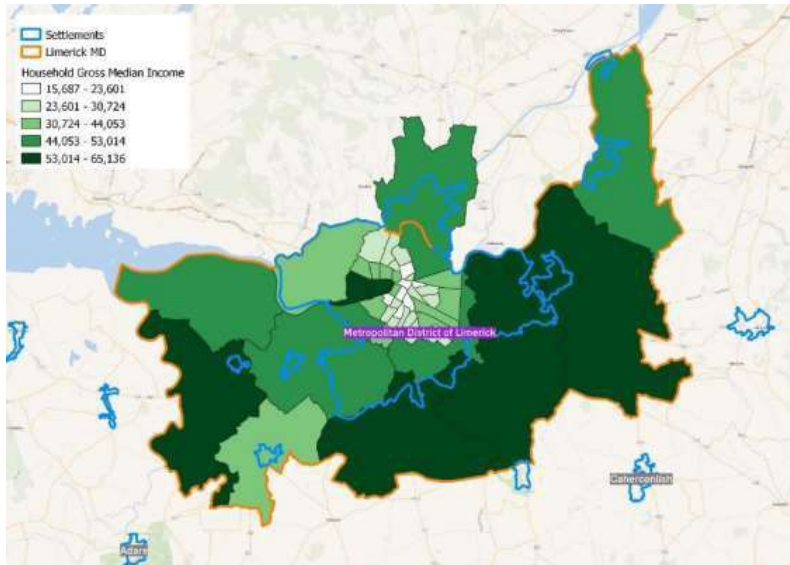 Settlements
Limerick MD
Household Gross Median Income
15,687 - 23,601
23,601 - 30,724
30,724 - 44,053
44,053 - 53,014
53,014 - 65,136
Metropolitan District of Limerick
Caherconlish
Adare